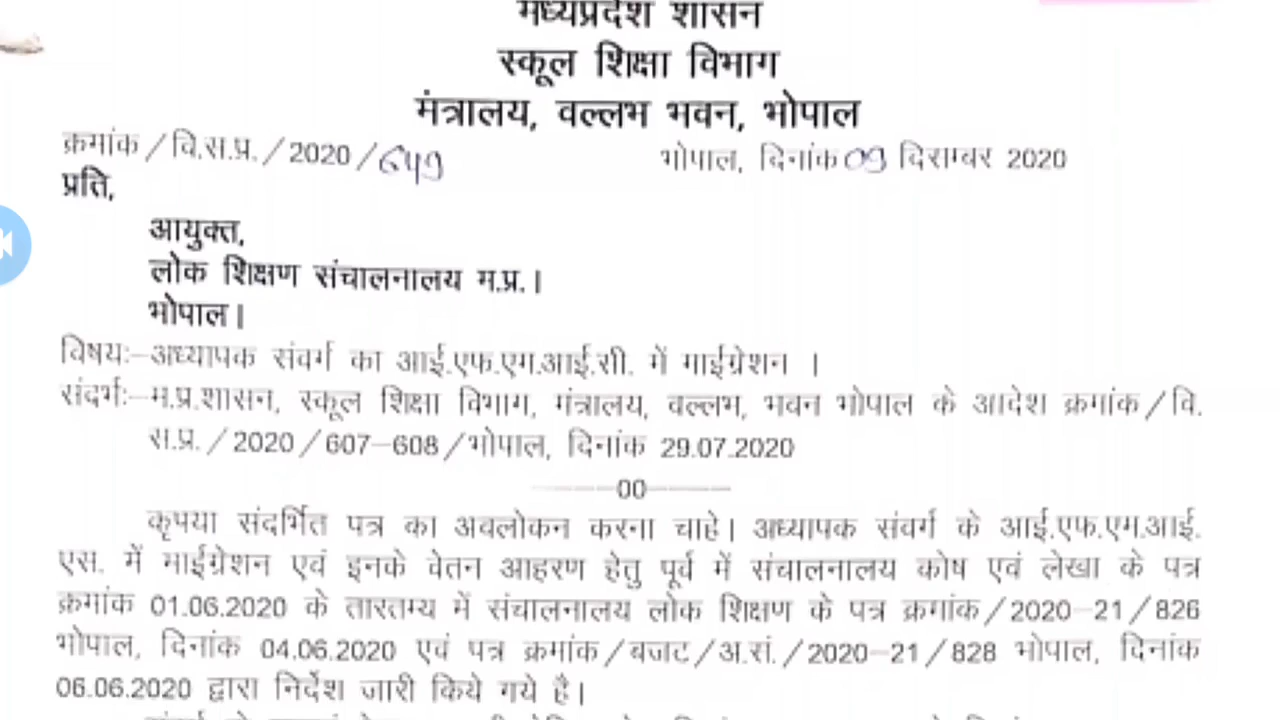 मध्यप्रदेश शासन
स्कूल शिक्षा विभाग
मंत्रालय, वल्लभ भवन, भोपाल
क्रमांक/वि.स.प्र./2020/649 भोपाल, दिनांक 09 दिसम्बर 2020
प्रति,
आयुक्त,
लोक शिक्षण संचालनालय म.प्र.।
भोपाल।
विषय:–अध्यापक संवर्ग का आई.एफ.एम.आई.सी. में माईग्रेशन ।
संदर्भ:–म.प्र.शासन, स्कूल शिक्षा विभाग, मंत्रालय, वल्लभ, भवन भोपाल के आदेश क्रमांक/वि.
स.प्र./2020/607–608/भोपाल, दिनांक 29.07.2020
———00———
कृपया संदर्भित पत्र का अवलोकन करना चाहे। अध्यापक संवर्ग के आई.एफ.एम.आई.
एस. में माईग्रेशन एवं इनके वेतन आहरण हेतु पूर्व में संचालनालय कोष एवं लेखा के पत्र
क्रमांक 01.06.2020 के तारतम्य में संचालनालय लोक शिक्षण के पत्र क्रमांक/2020–21/826
भोपाल, दिनांक 04.06.2020 एवं पत्र क्रमांक/बजट/अ.सं./2020–21/828 भोपाल, दिनांक
06.06.2020 द्वारा निर्देश जारी किये गये है।